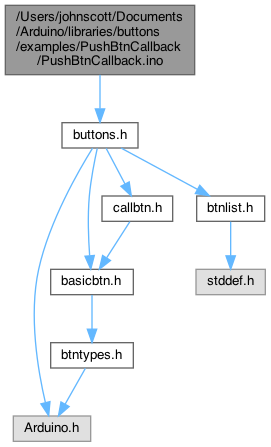 /Users/johnscott/Documents
/Arduino/libraries/buttons
/examples/PushBtnCallback
/PushBtnCallback.ino
buttons.h
callbtn.h
btnlist.h
basicbtn.h
stddef.h
btntypes.h
Arduino.h